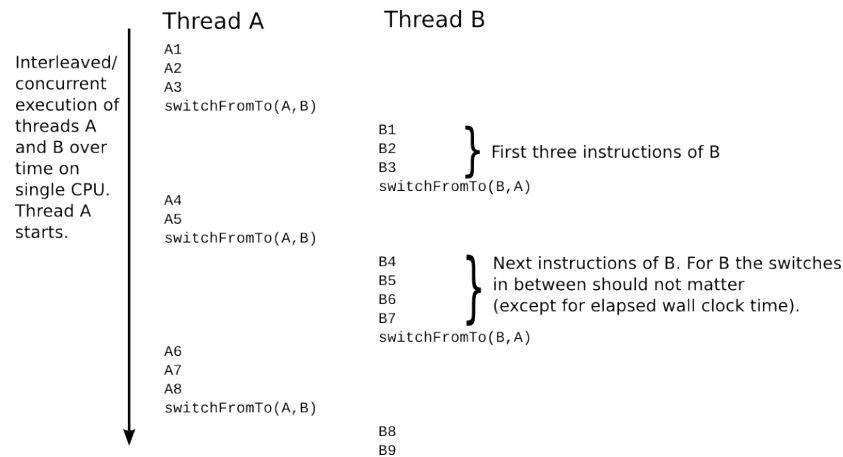 Thread A
Thread B
Interleaved/
concurrent
execution of
threads A
and B over
time on
single CPU.
Thread A
starts.
A1
A2
A3
switchFromTo(A,B)
B1
B2
B3
First three instructions of B
switchFromTo(B,A)
A4
A5
switchFromTo(A,B)
B4
B5
B6
B7
Next instructions of B. For B the switches
in between should not matter
(except for elapsed wall clock time).
switchFromTo(B,A)
A6
A7
A8
switchFromTo(A,B)
B8
B9